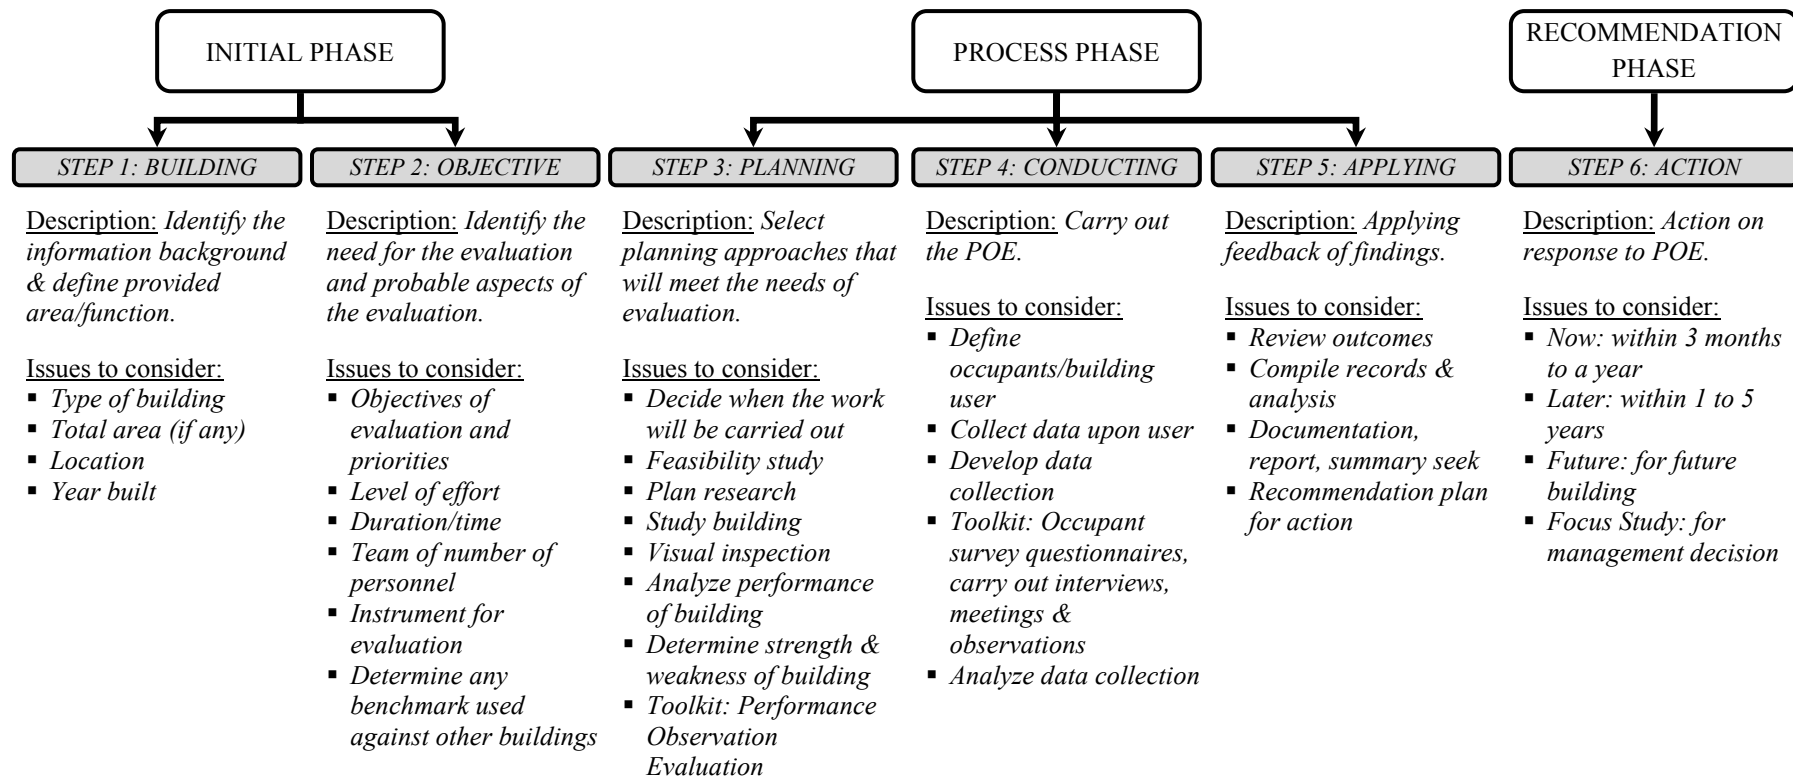 INITIAL PHASE
PROCESS PHASE
RECOMMENDATION
PHASE
STEP 1: BUILDING
STEP 2: OBJECTIVE
STEP 3: PLANNING
STEP 4: CONDUCTING
STEP 5: APPLYING
STEP 6: ACTION
Description: Identify the
information background
& define provided
area/function.
Issues to consider:
▪ Type of building
▪ Total area (if any)
▪ Location
▪ Year built
Description: Identify the
need for the evaluation
and probable aspects of
the evaluation.
Issues to consider:
▪ Objectives of
evaluation and
priorities
▪ Level of effort
▪ Duration/time
▪ Team of number of
personnel
▪ Instrument for
evaluation
▪ Determine any
benchmark used
against other buildings
Description: Select
planning approaches that
will meet the needs of
evaluation.
Issues to consider:
▪ Decide when the work
will be carried out
▪ Feasibility study
▪ Plan research
▪ Study building
▪ Visual inspection
▪ Analyze performance
of building
▪ Determine strength &
weakness of building
▪ Toolkit: Performance
Observation
Evaluation
Description: Carry out
the POE.
Issues to consider:
▪ Define
occupants/building
user
▪ Collect data upon user
▪ Develop data
collection
▪ Toolkit: Occupant
survey questionnaires,
carry out interviews,
meetings &
observations
▪ Analyze data collection
Description: Applying
feedback of findings.
Issues to consider:
▪ Review outcomes
▪ Compile records &
analysis
▪ Documentation,
report, summary seek
▪ Recommendation plan
for action
Description: Action on
response to POE.
Issues to consider:
▪ Now: within 3 months
to a year
▪ Later: within 1 to 5
years
▪ Future: for future
building
▪ Focus Study: for
management decision